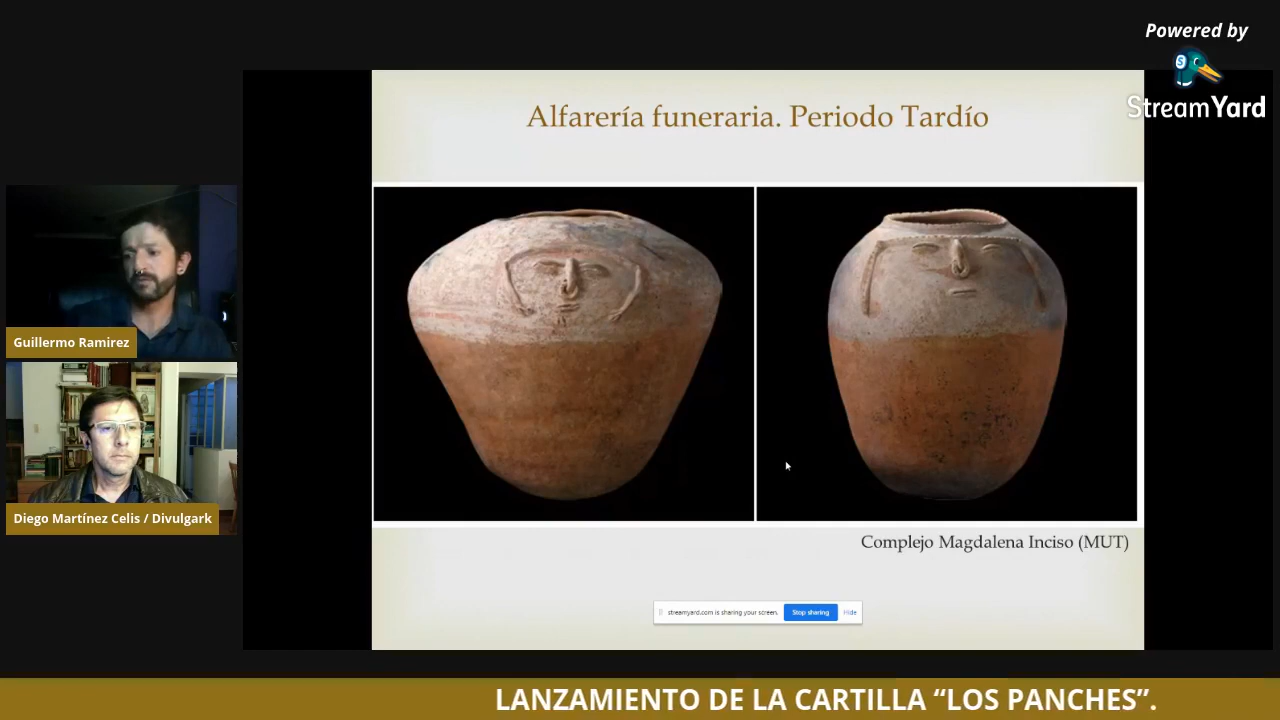 Powered by
StreamYard
Alfarería funeraria. Periodo Tardío
Guillermo Ramirez
Diego Martínez Celis / Divulgark
Complejo Magdalena Inciso (MUT)
streamyard.com is sharing your screen. Stop sharing Hide
LANZAMIENTO DE LA CARTILLA “LOS PANCHES”.